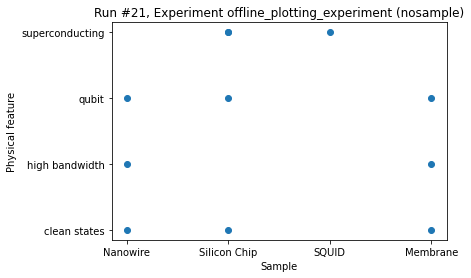 Run #21, Experiment offline_plotting_experiment (nosample)
superconducting
qubit
high bandwidth
clean states
Physical feature
Nanowire
Silicon Chip
SQUID
Membrane
Sample